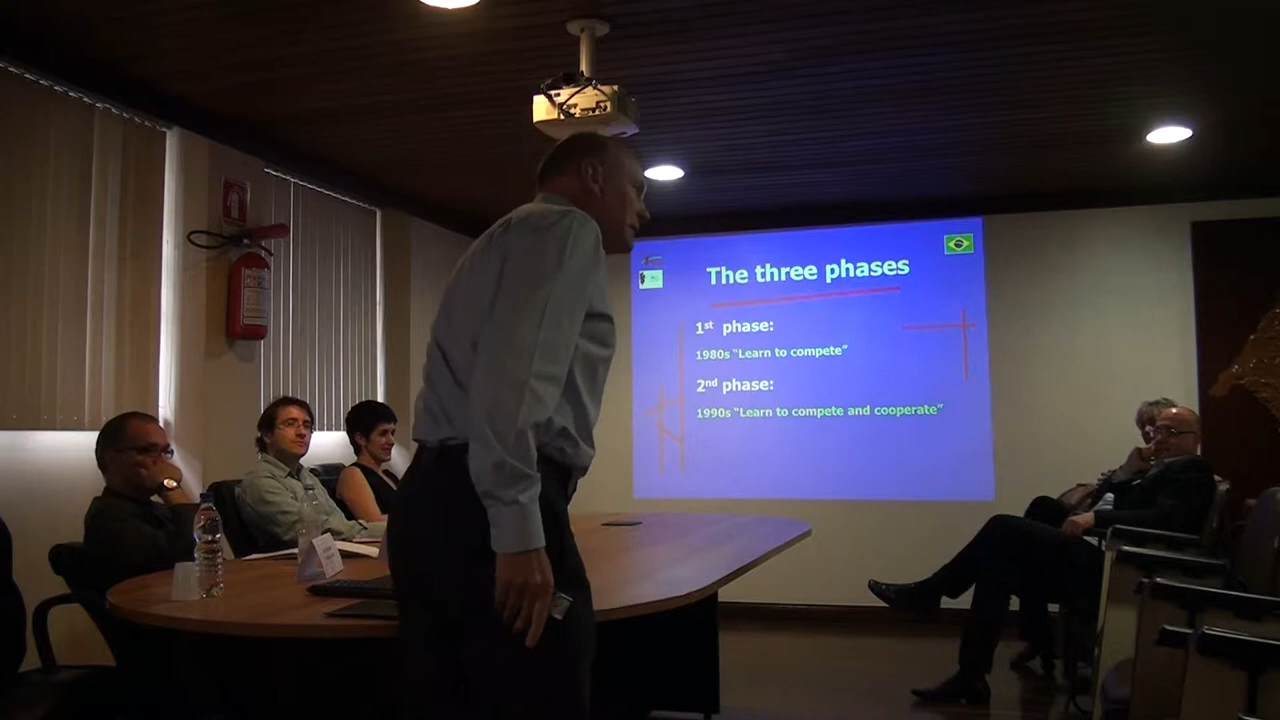 The three phases
1st phase:
1980s "Learn to compete"
2nd phase:
1990s "Learn to compete and cooperate"